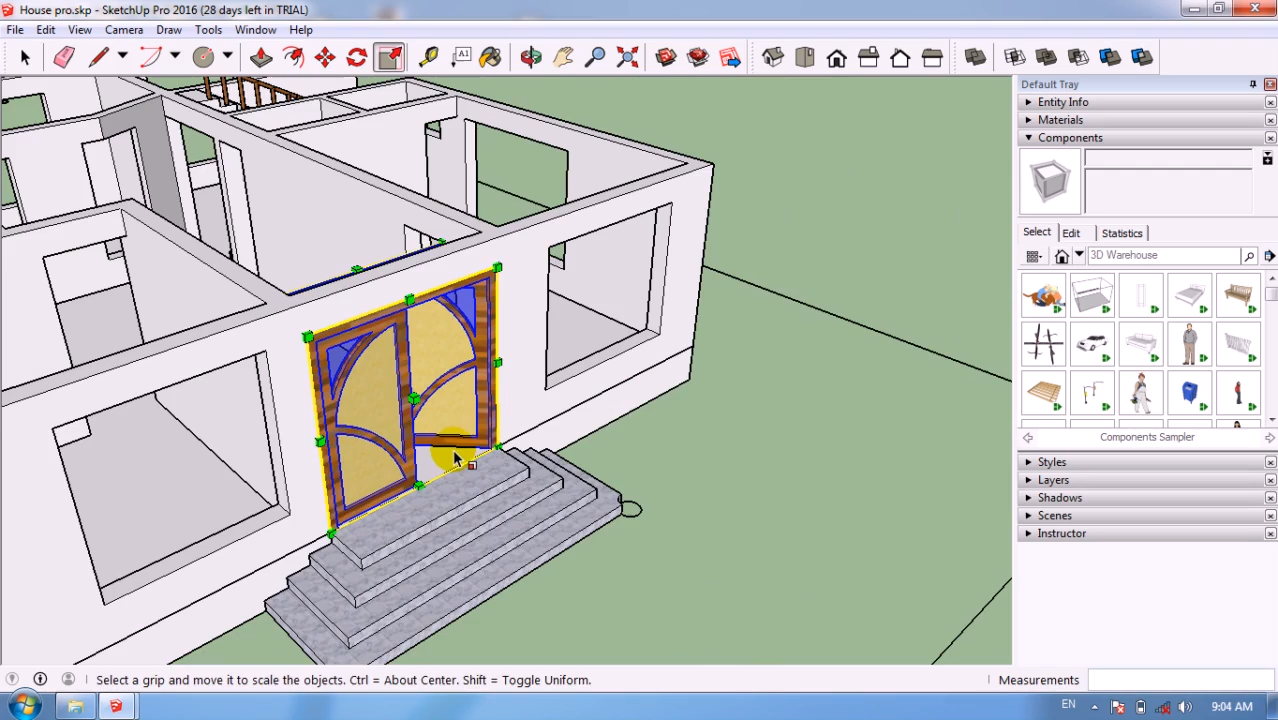 House pro.skp - SketchUp Pro 2016 (28 days left in TRIAL)
File Edit View Camera Draw Tools Window Help
A1
Default Tray
Entity Info
Materials
Components
Select Edit Statistics
3D Warehouse
Components Sampler
Styles
Layers
Shadows
Scenes
Instructor
Select a grip and move it to scale the objects. Ctrl = About Center. Shift = Toggle Uniform.
Measurements
EN
9:04 AM